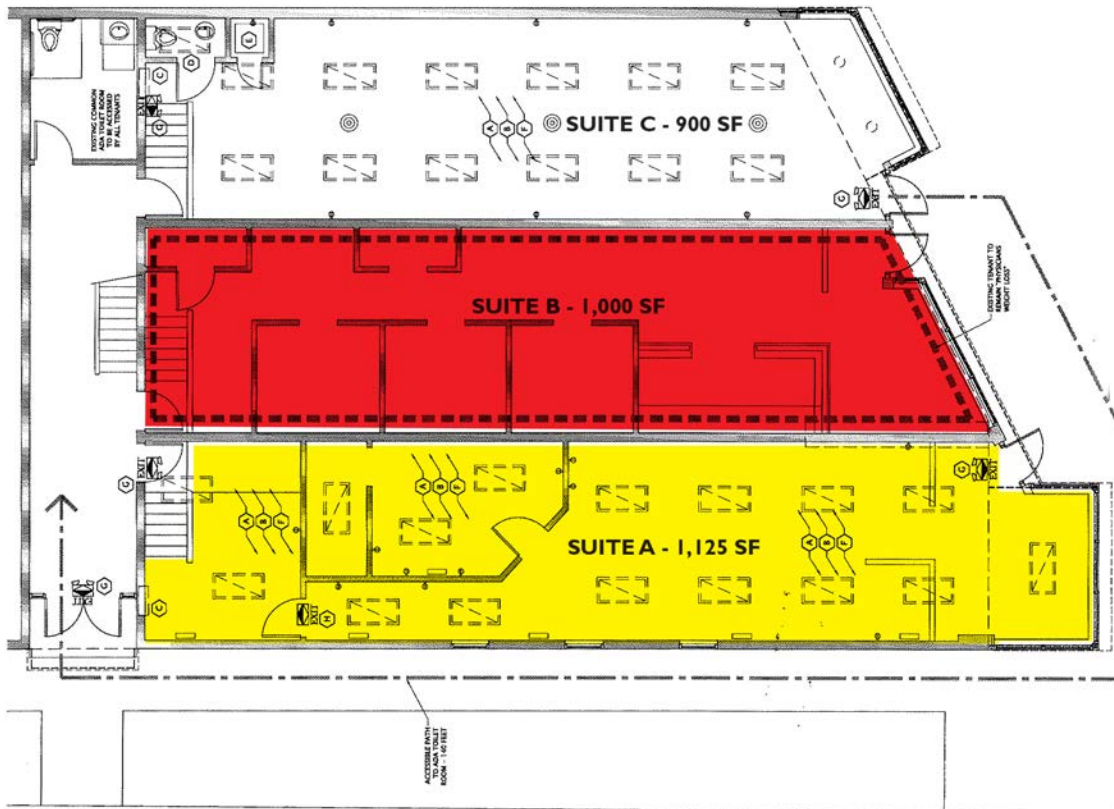 E
D
C
EXIT
G
EXISTING COMMON
ADA TOILET ROOM
TO BE ACCESSED
BY ALL TENANTS
A
B
F
SUITE C - 900 SF
G
EXIT
EXISTING TENANT TO
REMAIN "PHYSICIANS
WEIGHT LOSS"
SUITE B - 1,000 SF
G
EXIT
A
B
F
A
B
F
G
EXIT
SUITE A - 1,125 SF
A
B
F
EXIT
G
C
EXIT
H
ACCESSIBLE PATH
TO ADA TOILET
ROOM - 140 FEET